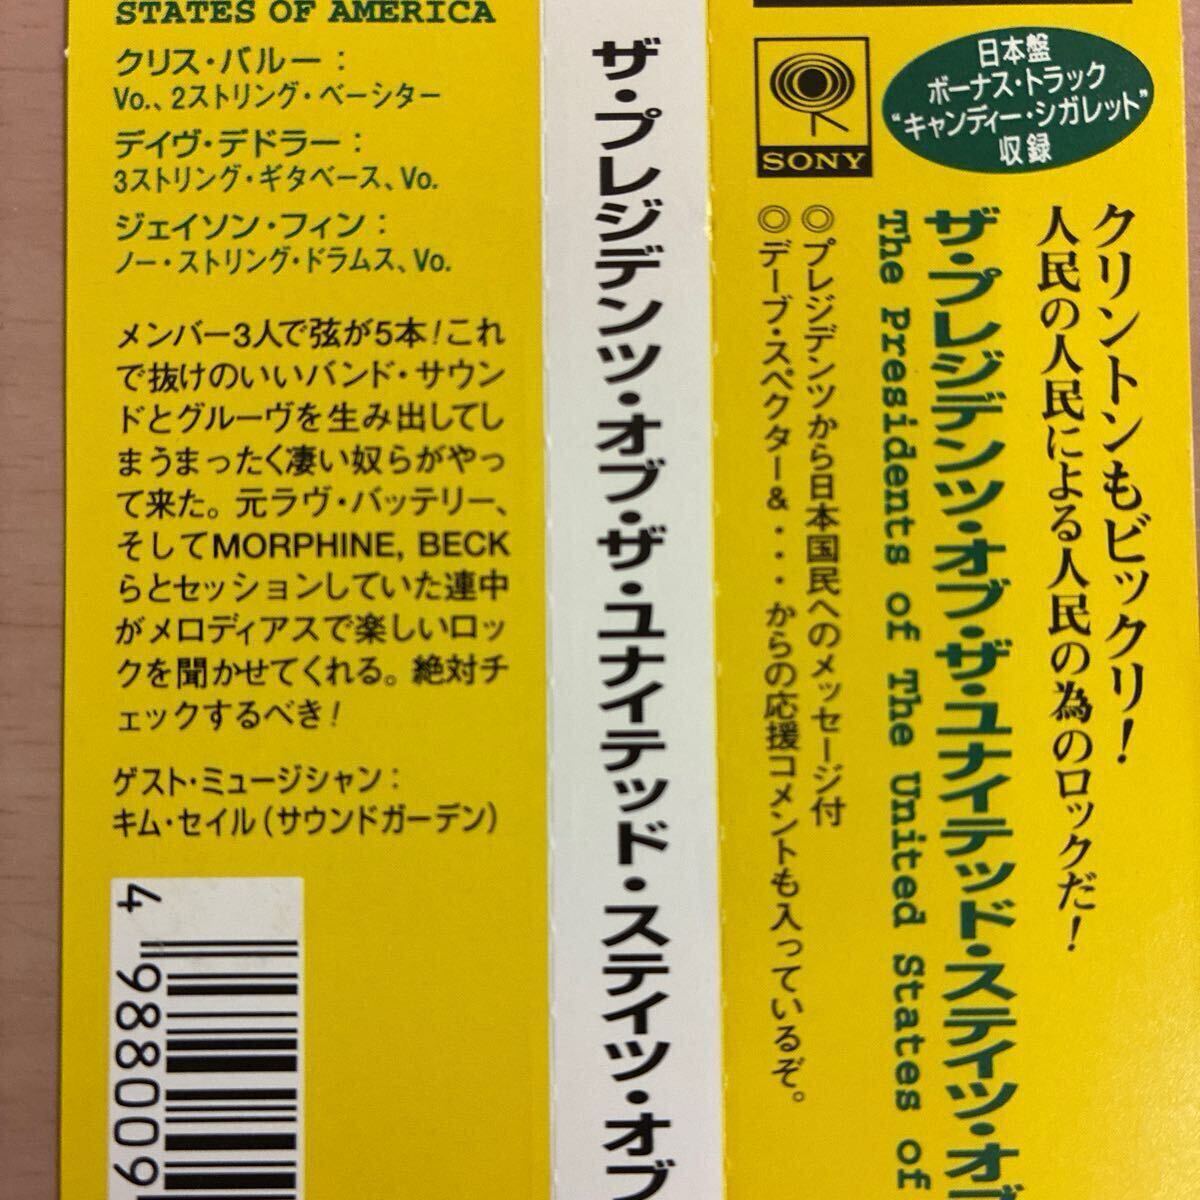 STATES OF AMERICA
クリス・バルー：
Vo.、2ストリング・ベーシター
デイヴ・デドラー：
3ストリング・ギタベース、Vo.
ジェイソン・フィン：
ノー・ストリング・ドラムス、Vo.
メンバー3人で弦が5本！これ
で抜けのいいバンド・サウン
ドとグルーヴを生み出してし
まうまったく凄い奴らがやっ
て来た。元ラヴ・バッテリー、
そしてMORPHINE, BECK
らとセッションしていた連中
がメロディアスで楽しいロッ
クを聞かせてくれる。絶対チ
ェックするべき！
ゲスト・ミュージシャン：
キム・セイル（サウンドガーデン）
4 988009
ザ・プレジデンツ・オブ・ザ・ユナイテッド・ステイツ・オブ
SONY
日本盤
ボーナス・トラック
“キャンディー・シガレット”
収録
クリントンもビックリ！
人民の人民による人民の為のロックだ！
ザ・プレジデンツ・オブ・ザ・ユナイテッド・ステイツ・オブ
The Presidents of The United States of
◎プレジデンツから日本国民へのメッセージ付
◎デーブ・スペクター&・・・からの応援コメントも入っているぞ。